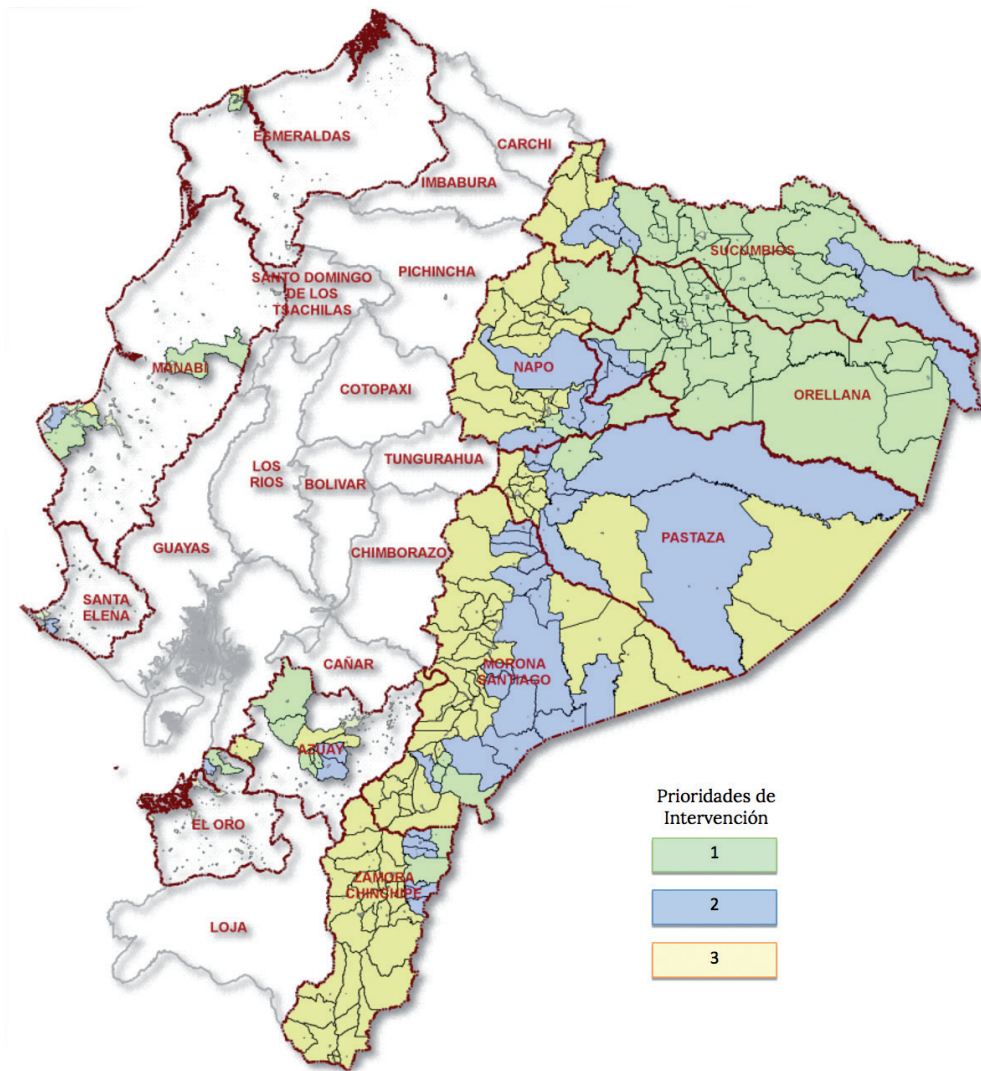 ESMERALDAS
CARCHI
IMBABURA
SUCUMBIOS
PICHINCHA
SANTO DOMINGO
DE LOS
TSACHILAS
MANABI
NAPO
COTOPAXI
ORELLANA
TUNGURAHUA
LOS
RIOS
BOLIVAR
PASTAZA
GUAYAS
CHIMBORAZO
SANTA
ELENA
CAÑAR
MORONA
SANTIAGO
AZUAY
EL ORO
ZAMORA
CHINCHIPE
LOJA
Prioridades de
Intervención
1
2
3